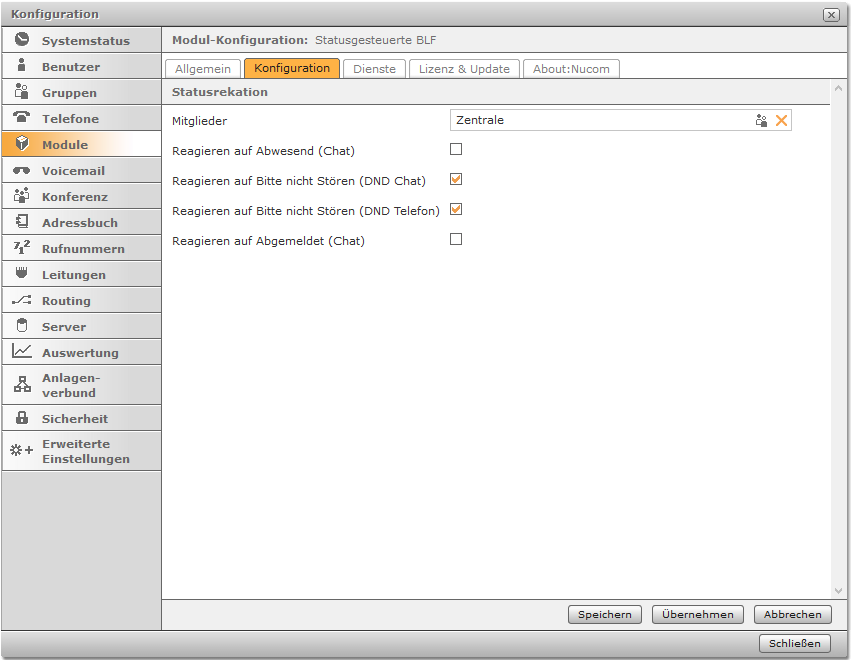 Konfiguration
Systemstatus
Benutzer
Gruppen
Telefone
Module
Voicemail
Konferenz
Adressbuch
Rufnummern
Leitungen
Routing
Server
Auswertung
Anlagen-
verbund
Sicherheit
Erweiterte
Einstellungen
Modul-Konfiguration: Statusgesteuerte BLF
Allgemein Konfiguration Dienste Lizenz & Update About:Nucom
Statusrekation
Mitglieder Zentrale
Reagieren auf Abwesend (Chat)
Reagieren auf Bitte nicht Stören (DND Chat)
Reagieren auf Bitte nicht Stören (DND Telefon)
Reagieren auf Abgemeldet (Chat)
Speichern Übernehmen Abbrechen
Schließen